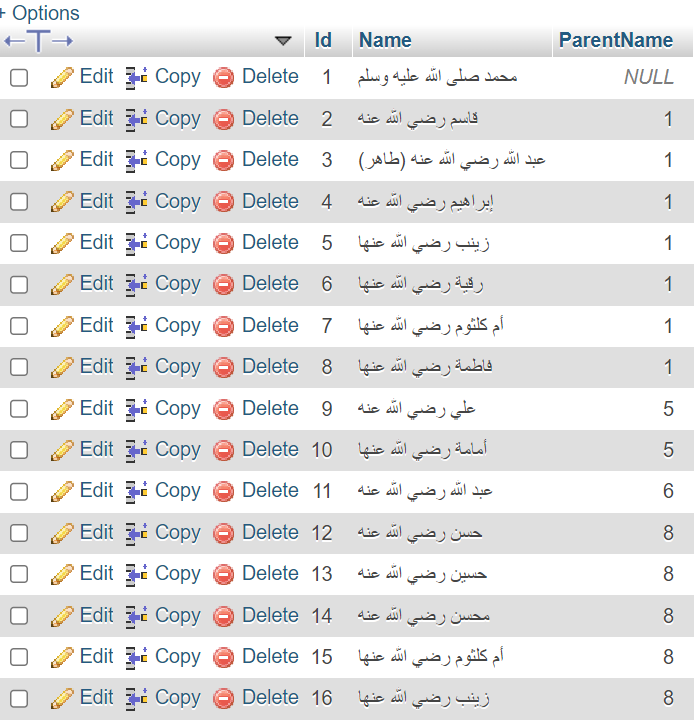 + Options
Id Name ParentName
Edit Copy Delete 1 محمد صلى الله عليه وسلم NULL
Edit Copy Delete 2 قاسم رضي الله عنه 1
Edit Copy Delete 3 عبد الله رضي الله عنه (طاهر) 1
Edit Copy Delete 4 إبراهيم رضي الله عنه 1
Edit Copy Delete 5 زينب رضي الله عنها 1
Edit Copy Delete 6 رقية رضي الله عنها 1
Edit Copy Delete 7 أم كلثوم رضي الله عنها 1
Edit Copy Delete 8 فاطمة رضي الله عنها 1
Edit Copy Delete 9 علي رضي الله عنه 5
Edit Copy Delete 10 أمامة رضي الله عنها 5
Edit Copy Delete 11 عبد الله رضي الله عنه 6
Edit Copy Delete 12 حسن رضي الله عنه 8
Edit Copy Delete 13 حسين رضي الله عنه 8
Edit Copy Delete 14 محسن رضي الله عنه 8
Edit Copy Delete 15 أم كلثوم رضي الله عنها 8
Edit Copy Delete 16 زينب رضي الله عنها 8